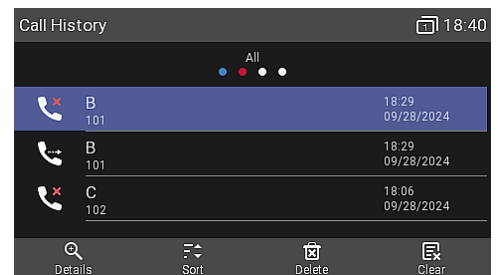 Call History
1 18:40
All
B 18:29
101 09/28/2024
B 18:29
101 09/28/2024
C 18:06
102 09/28/2024
Details Sort Delete Clear